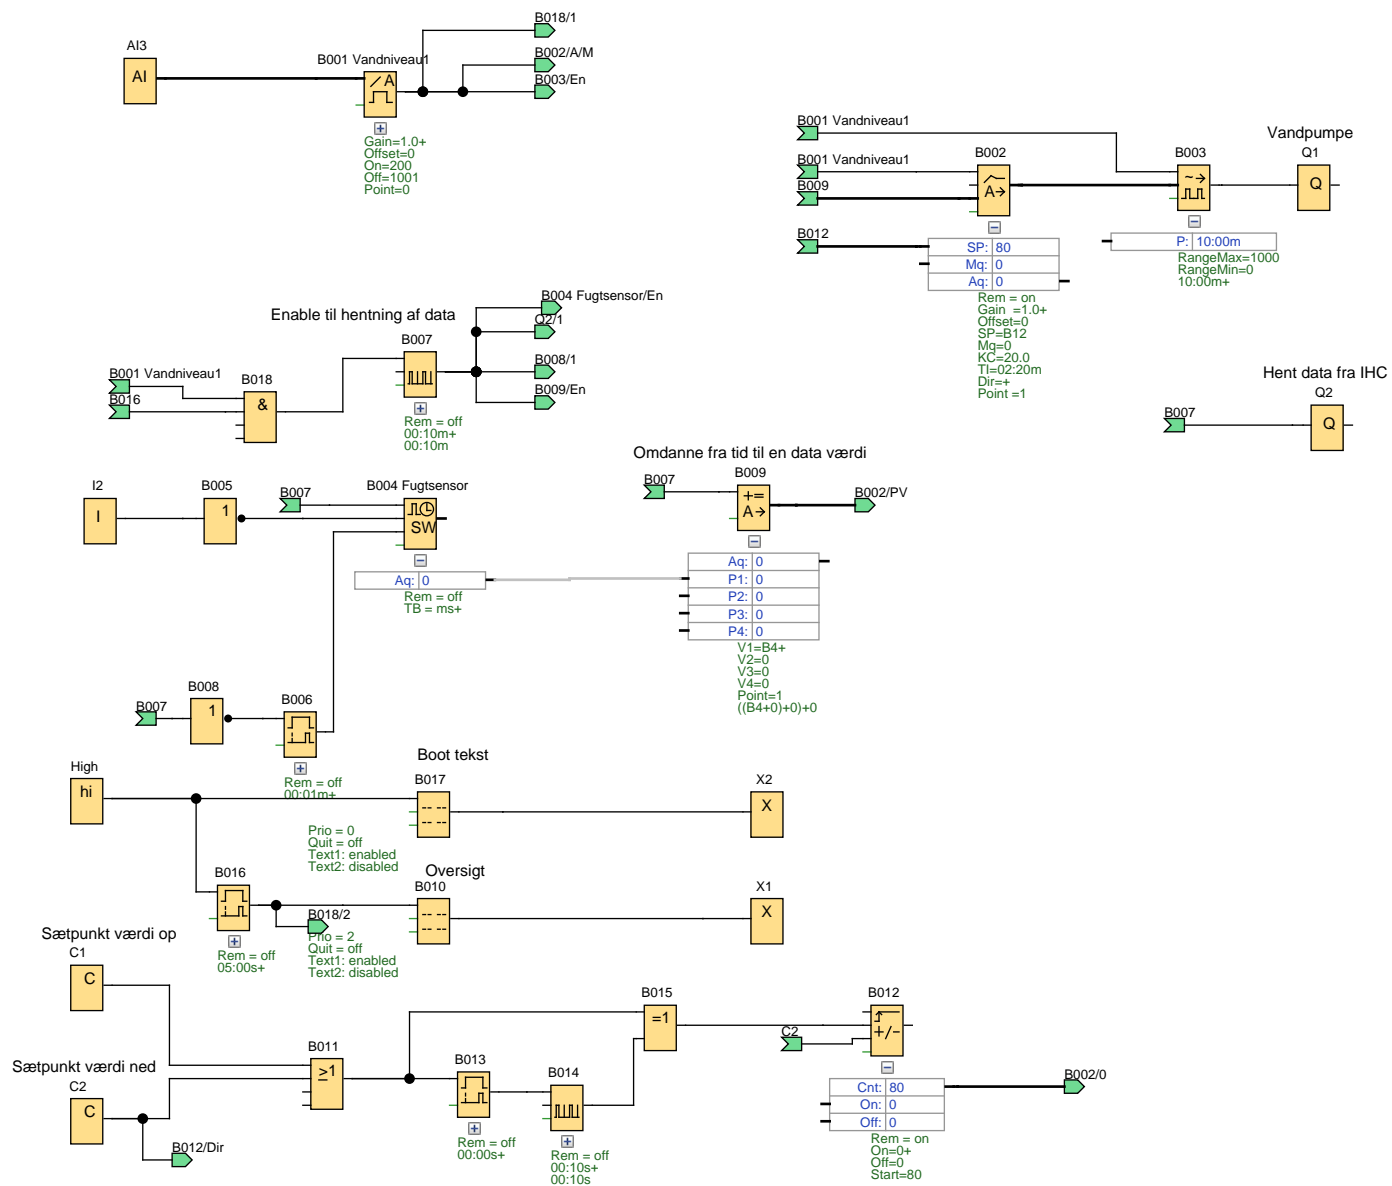 AI3
AI
B001 Vandniveau1
A
Gain=1.0+
Offset=0
On=200
Off=1001
Point=0
B018/1
B002/A/M
B003/En
B001 Vandniveau1
B001 Vandniveau1
B009
B012
B002
A→
SP: 80
Mq: 0
Aq: 0
Rem = on
Gain =1.0+
Offset=0
SP=B12
Mq=0
KC=20.0
TI=02:20m
Dir=+
Point =1
B003
P: 10:00m
RangeMax=1000
RangeMin=0
10:00m+
Vandpumpe
Q1
Q
Enable til hentning af data
B007
Rem = off
00:10m+
00:10m
B004 Fugtsensor/En
Q2/1
B008/1
B009/En
B001 Vandniveau1
B016
B018
&
Hent data fra IHC
Q2
B007
Q
I2
I
B005
1
B007
B004 Fugtsensor
SW
Aq: 0
Rem = off
TB = ms+
Omdanne fra tid til en data værdi
B009
B007
+=
A→
B002/PV
Aq: 0
P1: 0
P2: 0
P3: 0
P4: 0
V1=B4+
V2=0
V3=0
V4=0
Point=1
((B4+0)+0)+0
B007
B008
1
B006
Rem = off
00:01m+
High
hi
Boot tekst
B017
Prio = 0
Quit = off
Text1: enabled
Text2: disabled
X2
X
B016
Rem = off
05:00s+
B018/2
Oversigt
B010
Prio = 2
Quit = off
Text1: enabled
Text2: disabled
X1
X
Sætpunkt værdi op
C1
C
Sætpunkt værdi ned
C2
C
B012/Dir
B011
≥1
B013
Rem = off
00:00s+
B014
Rem = off
00:10s+
00:10s
B015
=1
C2
B012
+/-
Cnt: 80
On: 0
Off: 0
Rem = on
On=0+
Off=0
Start=80
B002/0